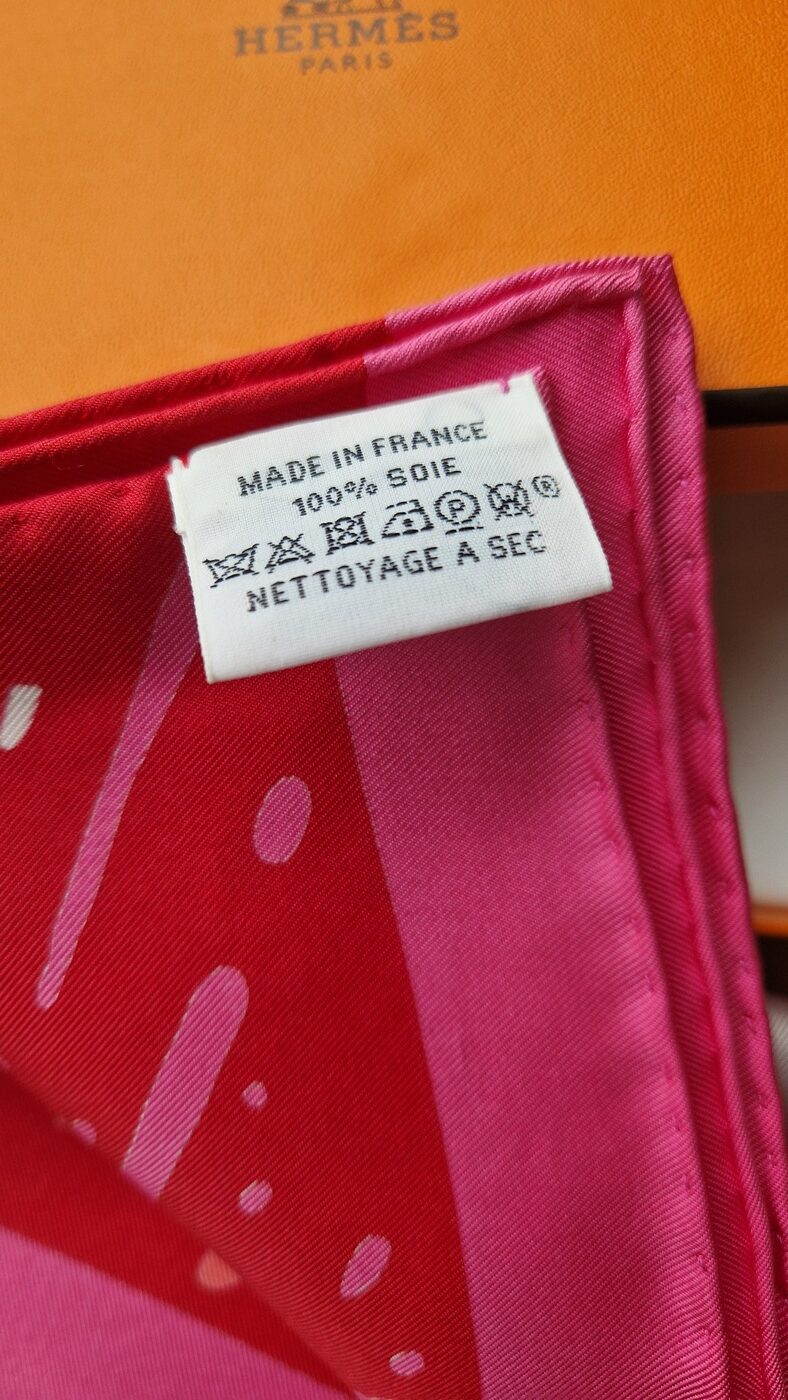 HERMÈS
PARIS
MADE IN FRANCE
100% SOIE
P W ®
NETTOYAGE A SEC